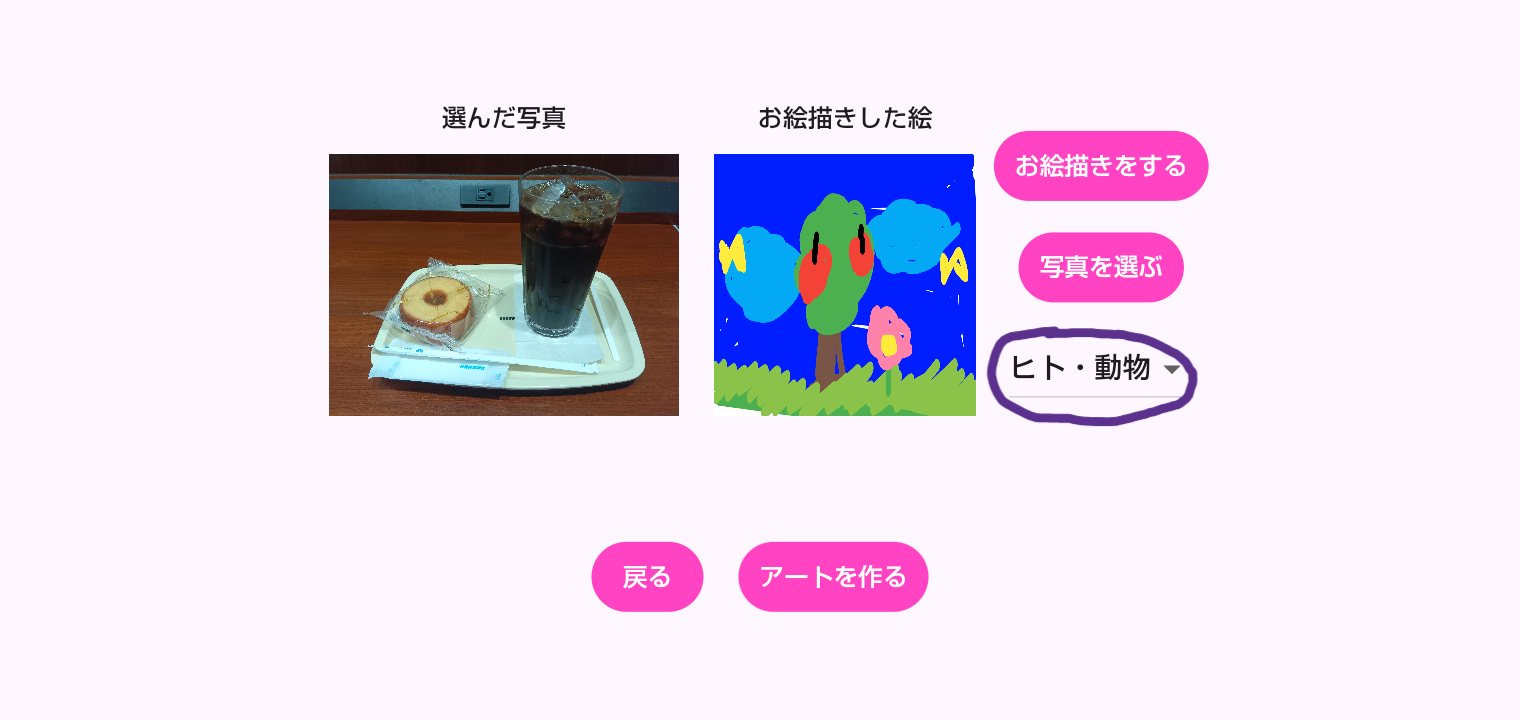 選んだ写真
お絵描きした絵
お絵描きをする
写真を選ぶ
ヒト・動物
戻る
アートを作る